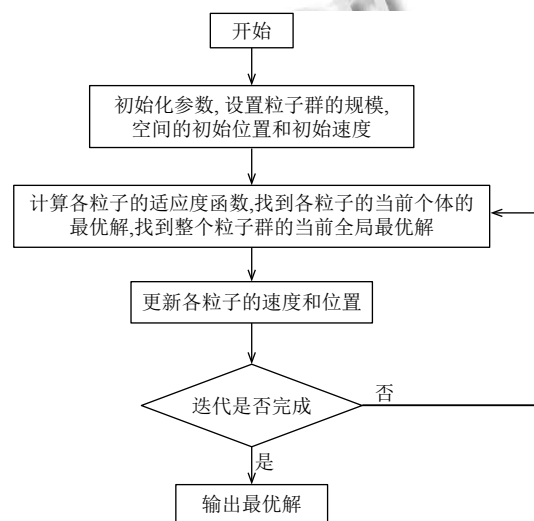 开始
初始化参数, 设置粒子群的规模,
空间的初始位置和初始速度
计算各粒子的适应度函数,找到各粒子的当前个体的
最优解,找到整个粒子群的当前全局最优解
更新各粒子的速度和位置
迭代是否完成
否
是
输出最优解